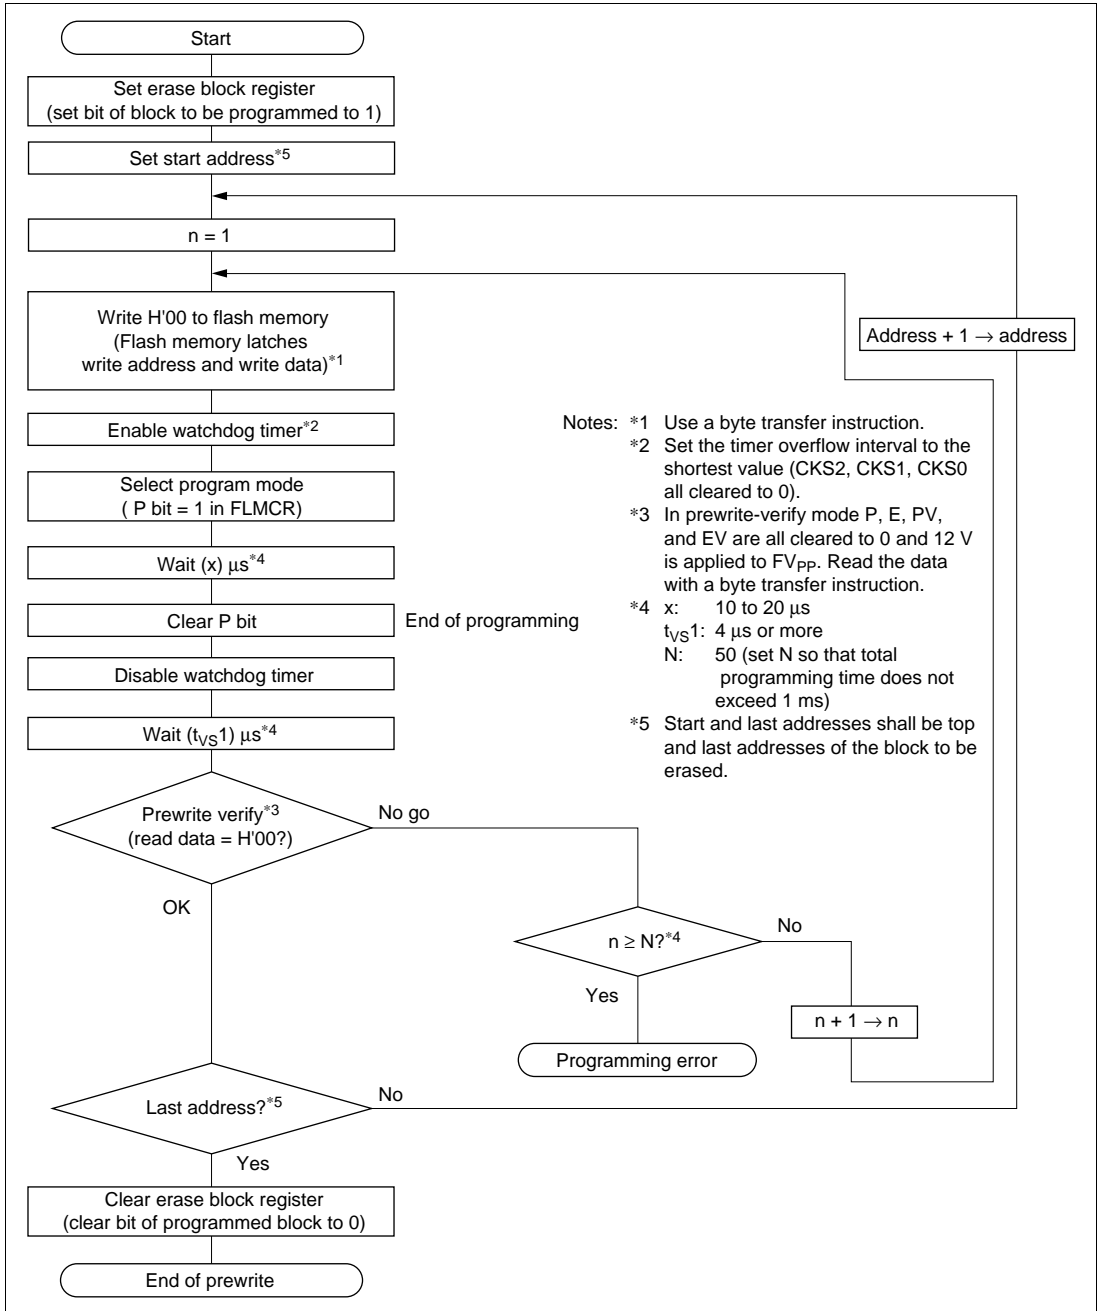 Start
Set erase block register
(set bit of block to be programmed to 1)
Set start address*5
n = 1
Write H'00 to flash memory
(Flash memory latches
write address and write data)*1
Address + 1 → address
Enable watchdog timer*2
Select program mode
( P bit = 1 in FLMCR)
Wait (x) μs*4
Clear P bit
End of programming
Disable watchdog timer
Wait (tVS1) μs*4
Notes: *1 Use a byte transfer instruction.
*2 Set the timer overflow interval to the
shortest value (CKS2, CKS1, CKS0
all cleared to 0).
*3 In prewrite-verify mode P, E, PV,
and EV are all cleared to 0 and 12 V
is applied to FVPP. Read the data
with a byte transfer instruction.
*4 x: 10 to 20 μs
tVS1: 4 μs or more
N: 50 (set N so that total
programming time does not
exceed 1 ms)
*5 Start and last addresses shall be top
and last addresses of the block to be
erased.
Prewrite verify*3
(read data = H'00?)
No go
OK
n ≥ N?*4
No
Yes
n + 1 → n
Programming error
Last address?*5
No
Yes
Clear erase block register
(clear bit of programmed block to 0)
End of prewrite